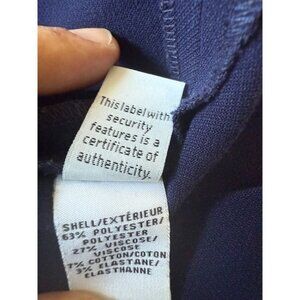 This label with
security
features is a
certificate of
authenticity.
SHELL/EXTÉRIEUR
63% POLYESTER/
POLYESTER
27% VISCOSE/
VISCOSE
7% COTTON/COTON
3% ELASTANE/
ELASTHANNE